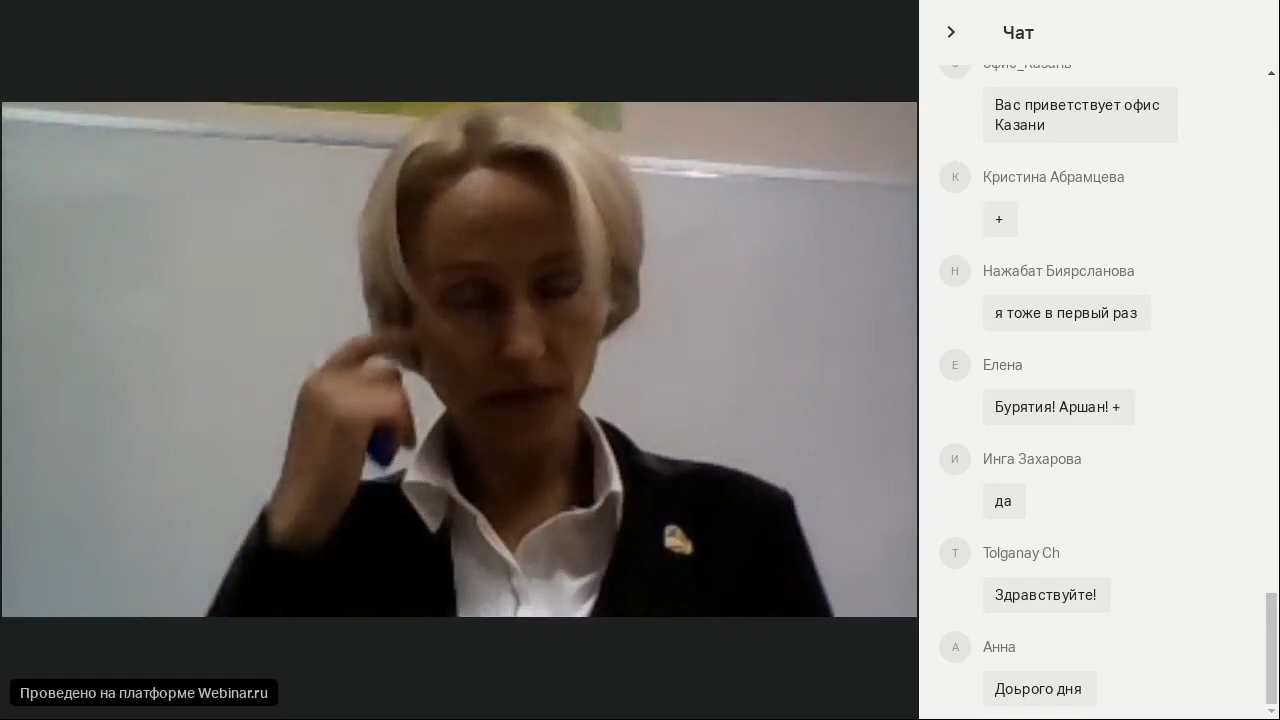 Чат
офис_Казань
Вас приветствует офис
Казани
К
Кристина Абрамцева
+
Н
Нажабат Биярсланова
я тоже в первый раз
Е
Елена
Бурятия! Аршан! +
И
Инга Захарова
да
T
Tolganay Ch
Здравствуйте!
А
Анна
Доьрого дня
Проведено на платформе Webinar.ru